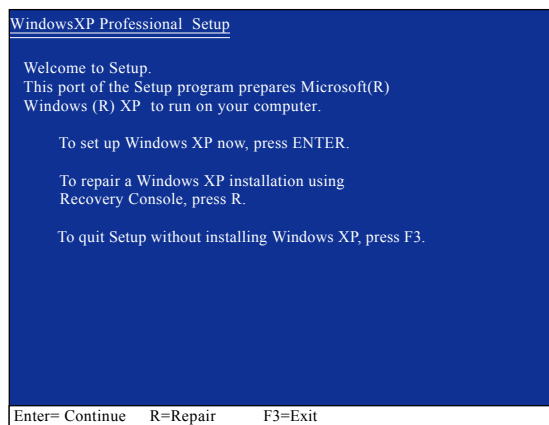 WindowsXP Professional Setup
Welcome to Setup.
This port of the Setup program prepares Microsoft(R)
Windows (R) XP to run on your computer.
To set up Windows XP now, press ENTER.
To repair a Windows XP installation using
Recovery Console, press R.
To quit Setup without installing Windows XP, press F3.
Enter= Continue R=Repair F3=Exit